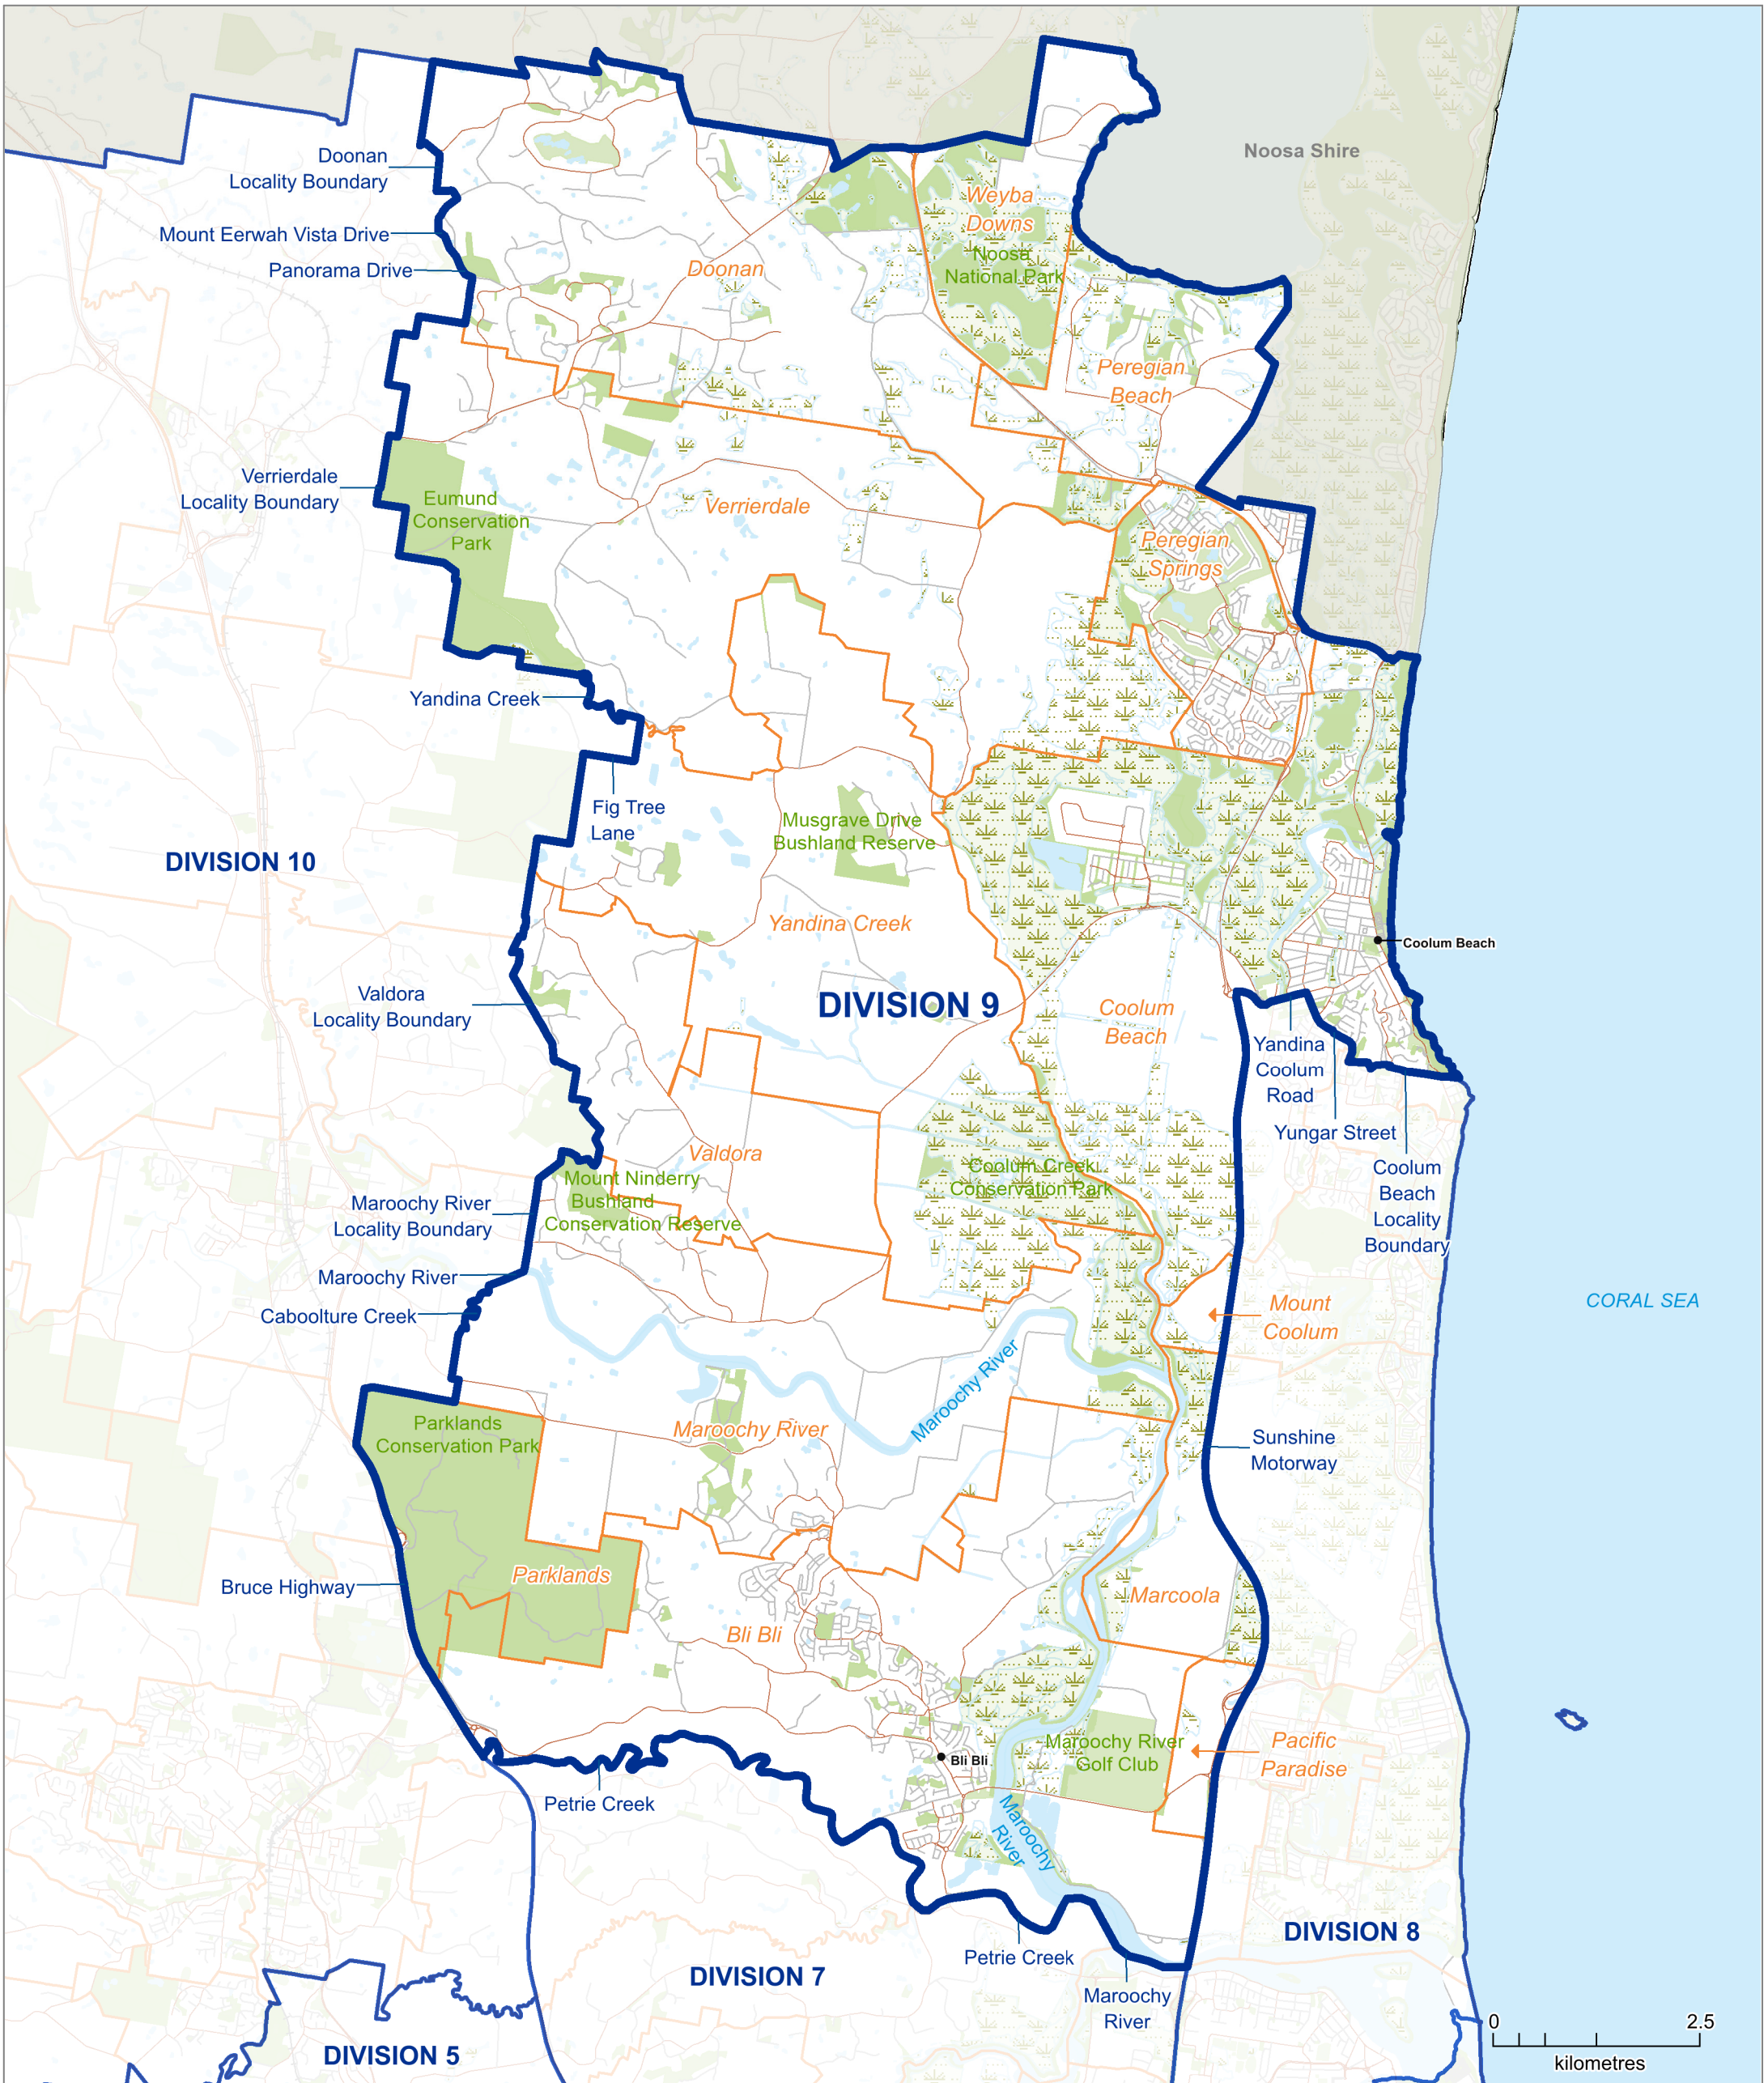 Noosa Shire
Doonan
Locality Boundary
Weyba
Downs
Mount Eerwah Vista Drive
Noosa
National Park
Panorama Drive
Doonan
Peregian
Beach
Verrierdale
Locality Boundary
Eumund
Conservation
Park
Verrierdale
Peregian
Springs
Yandina Creek
Fig Tree
Lane
Musgrave Drive
Bushland Reserve
DIVISION 10
Yandina Creek
Coolum Beach
Valdora
Locality Boundary
DIVISION 9
Coolum
Beach
Yandina
Coolum
Road
Yungar Street
Valdora
Coolum Creek
Conservation Park
Coolum
Beach
Locality
Boundary
Mount Ninderry
Bushland
Conservation Reserve
Maroochy River
Locality Boundary
Maroochy River
Caboolture Creek
Mount
Coolum
CORAL SEA
Maroochy River
Parklands
Conservation Park
Maroochy River
Sunshine
Motorway
Bruce Highway
Parklands
Marcoola
Bli Bli
Maroochy River
Golf Club
Pacific
Paradise
Bli Bli
Petrie Creek
Maroochy
River
DIVISION 8
Petrie Creek
DIVISION 7
Maroochy
River
DIVISION 5
0 2.5
kilometres